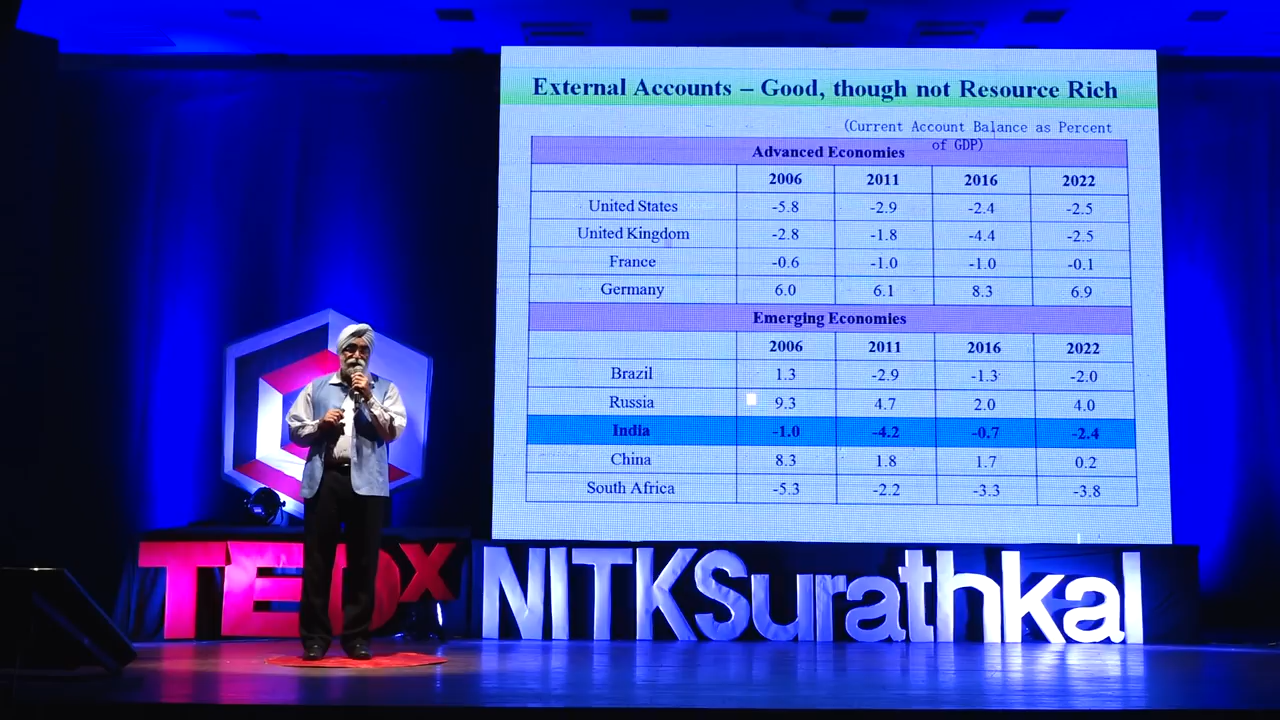 External Accounts – Good, though not Resource Rich
(Current Account Balance as Percent
of GDP)
Advanced Economies
2006 2011 2016 2022
United States -5.8 -2.9 -2.4 -2.5
United Kingdom -2.8 -1.8 -4.4 -2.5
France -0.6 -1.0 -1.0 -0.1
Germany 6.0 6.1 8.3 6.9
Emerging Economies
2006 2011 2016 2022
Brazil 1.3 -2.9 -1.3 -2.0
Russia 9.3 4.7 2.0 4.0
India -1.0 -4.2 -0.7 -2.4
China 8.3 1.8 1.7 0.2
South Africa -5.3 -2.2 -3.3 -3.8
TEDx NITKSurathkal